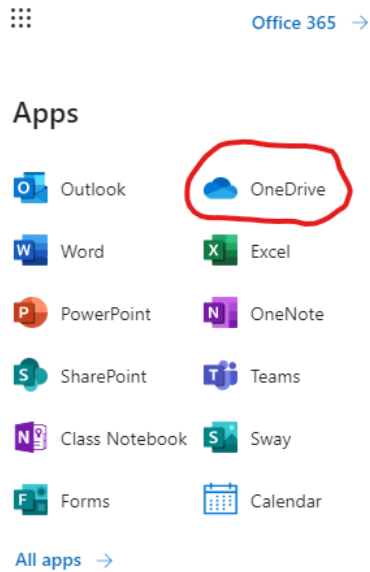 Office 365 →
Apps
Outlook OneDrive
Word Excel
PowerPoint OneNote
SharePoint Teams
Class Notebook Sway
Forms Calendar
All apps →